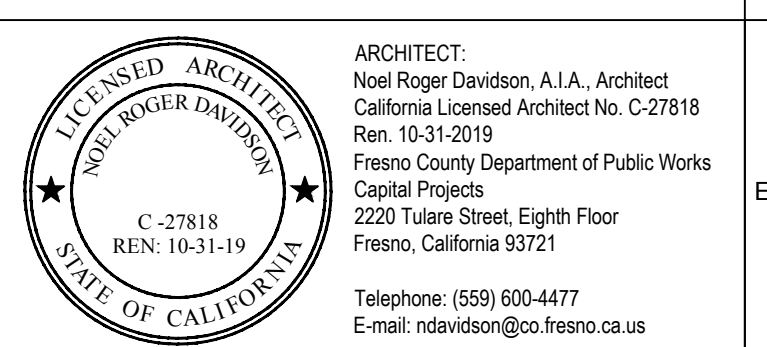 LICENSED ARCHITECT
NOEL ROGER DAVIDSON
C -27818
REN: 10-31-19
STATE OF CALIFORNIA
ARCHITECT:
Noel Roger Davidson, A.I.A., Architect
California Licensed Architect No. C-27818
Ren. 10-31-2019
Fresno County Department of Public Works
Capital Projects
2220 Tulare Street, Eighth Floor
Fresno, California 93721
Telephone: (559) 600-4477
E-mail: ndavidson@co.fresno.ca.us